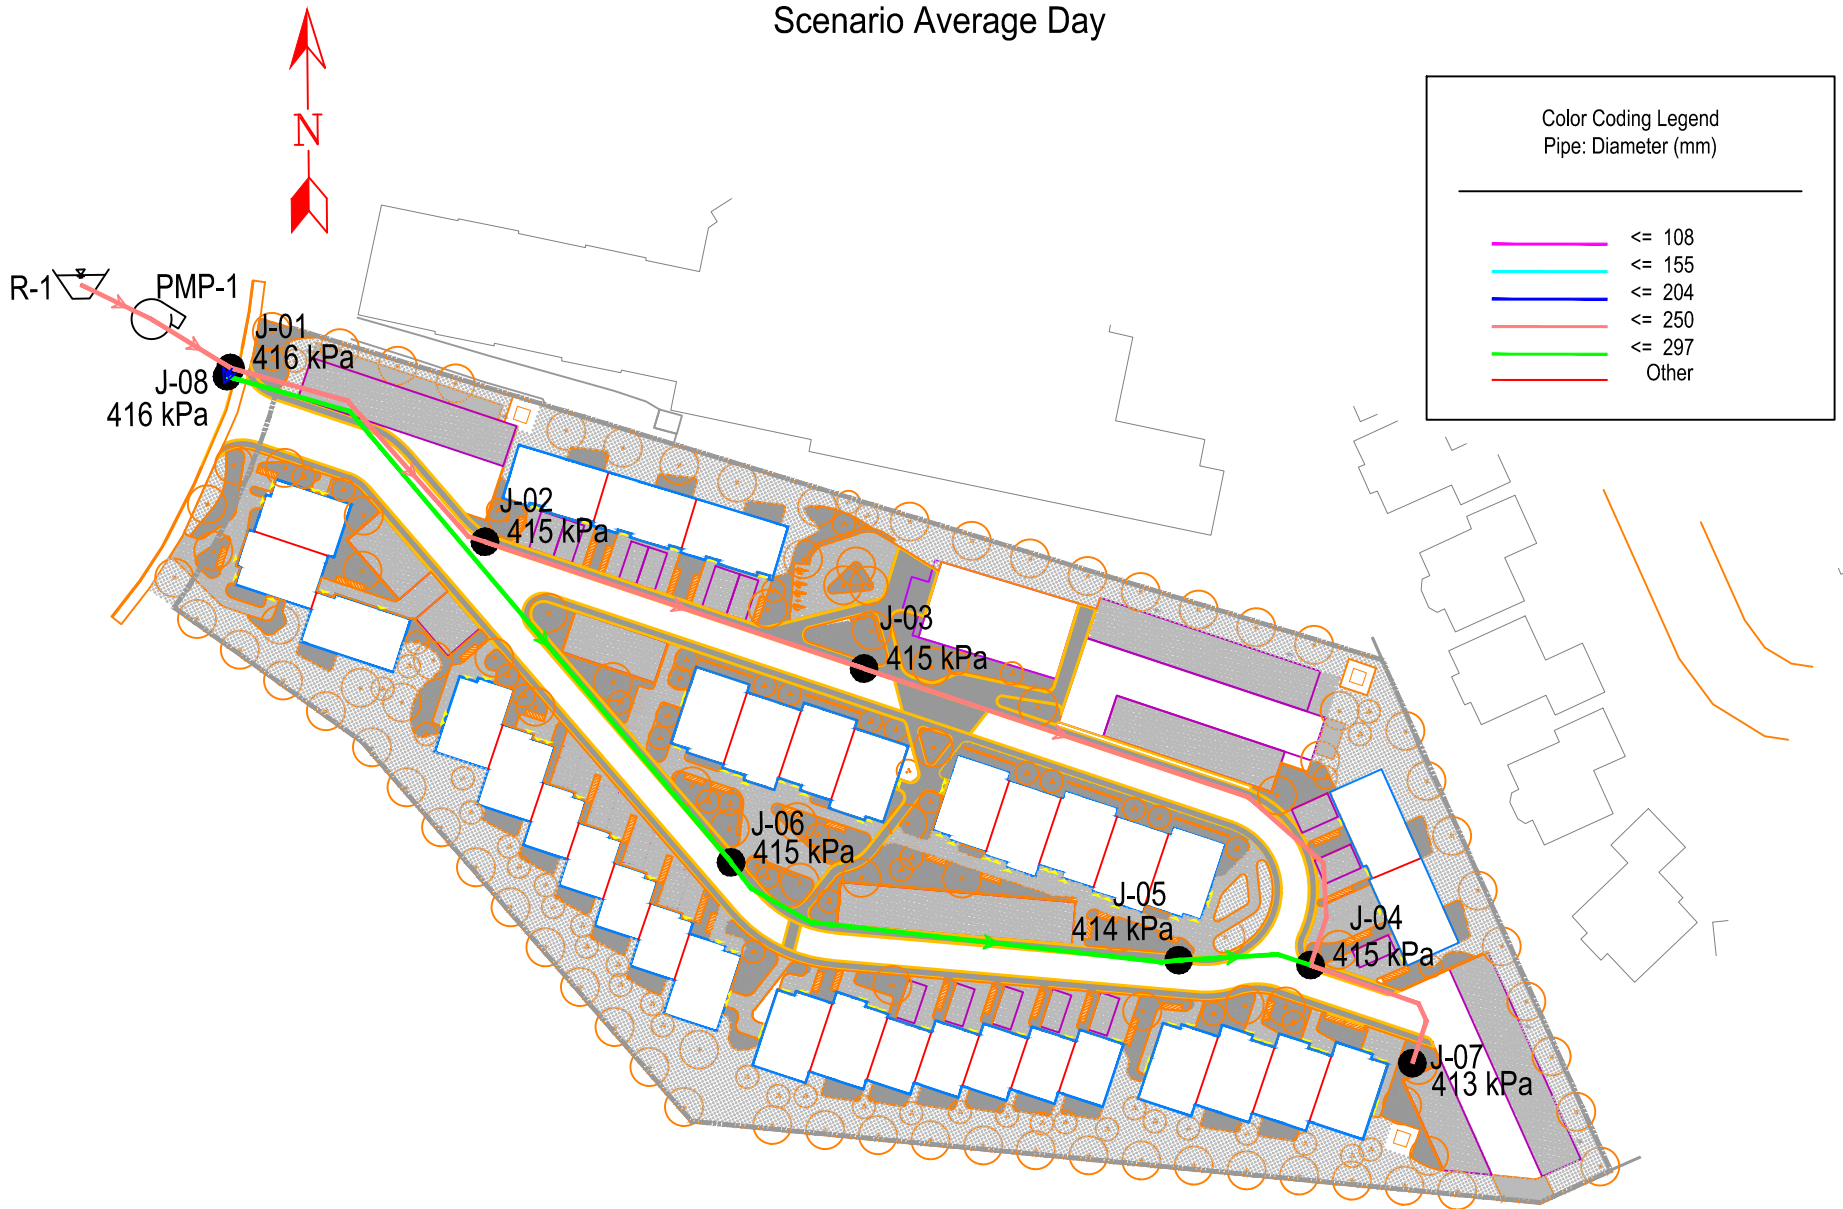 Scenario Average Day
N
Color Coding Legend
Pipe: Diameter (mm)
<= 108
<= 155
<= 204
<= 250
<= 297
Other
R-1
PMP-1
J-01
416 kPa
J-08
416 kPa
J-02
415 kPa
J-03
415 kPa
J-06
415 kPa
J-05
414 kPa
J-04
415 kPa
J-07
413 kPa